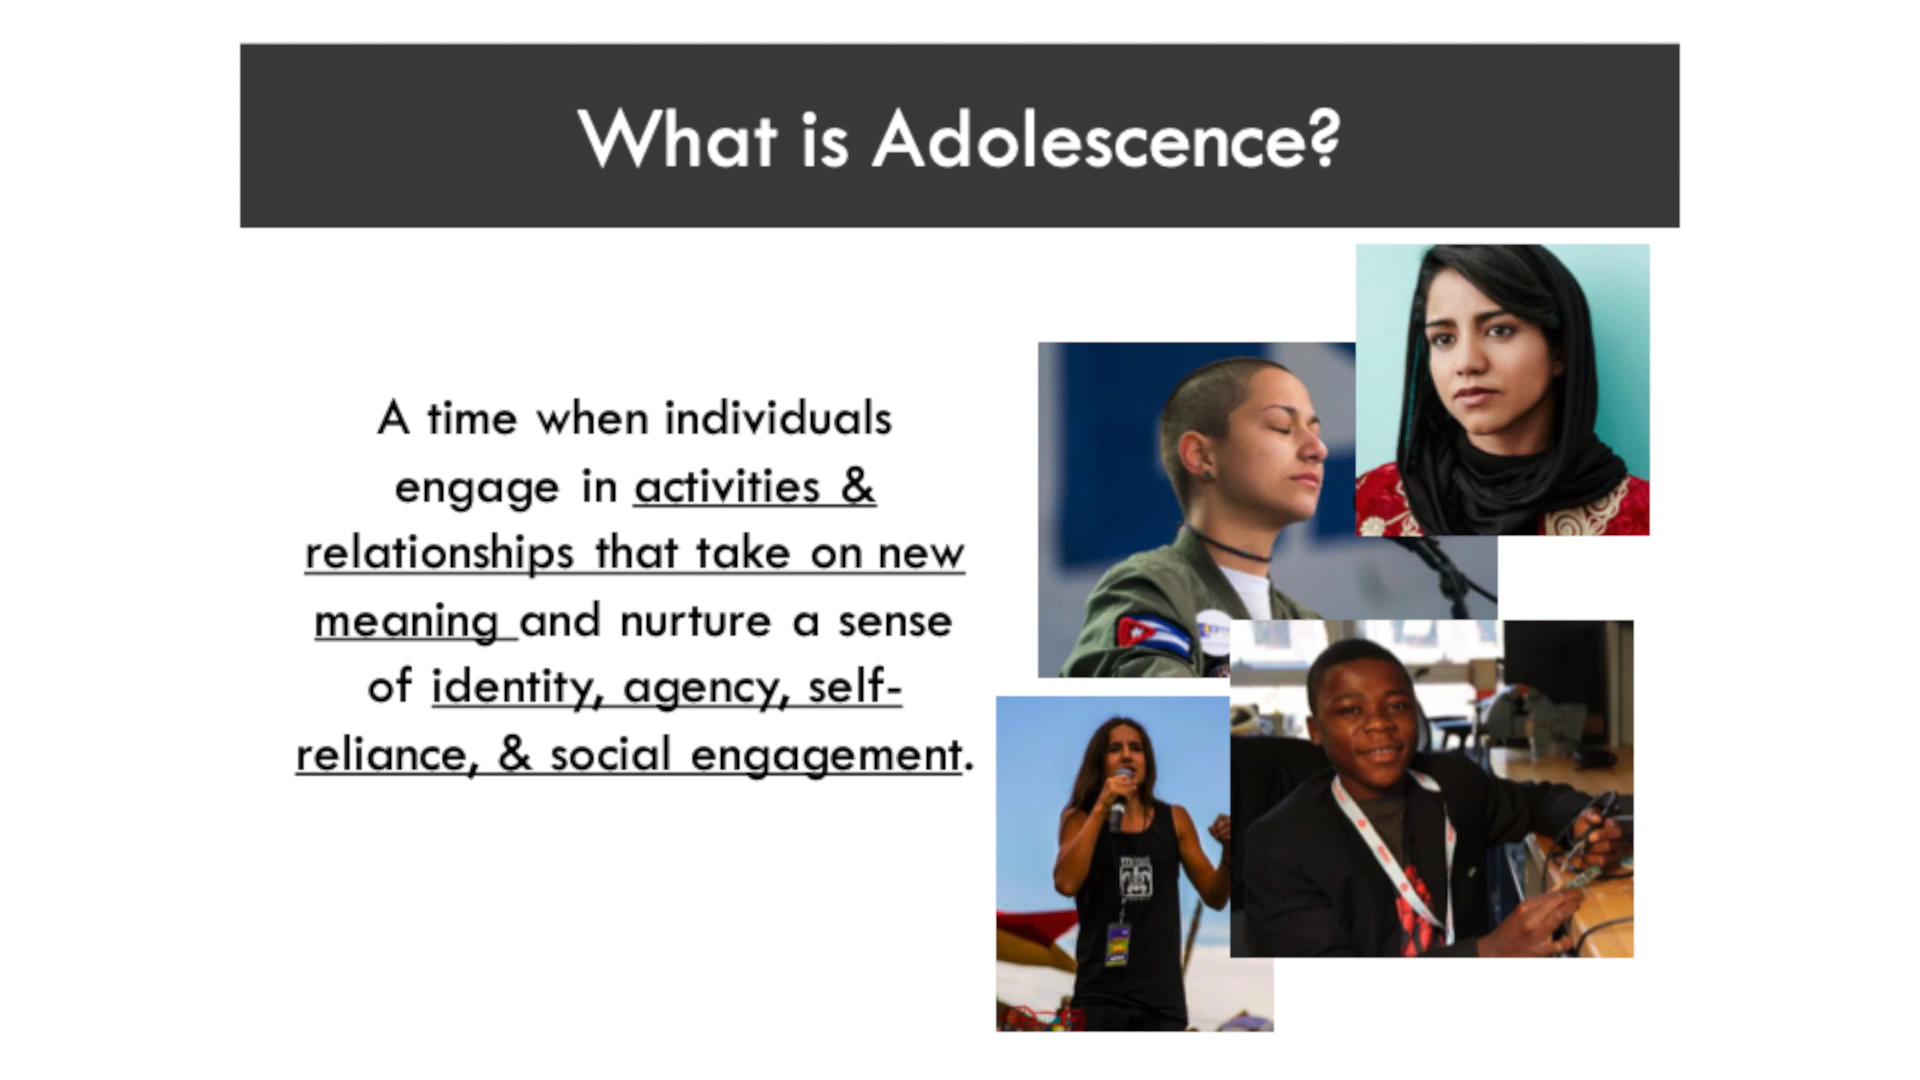 What is Adolescence?
A time when individuals
engage in activities &
relationships that take on new
meaning and nurture a sense
of identity, agency, self-
reliance, & social engagement.